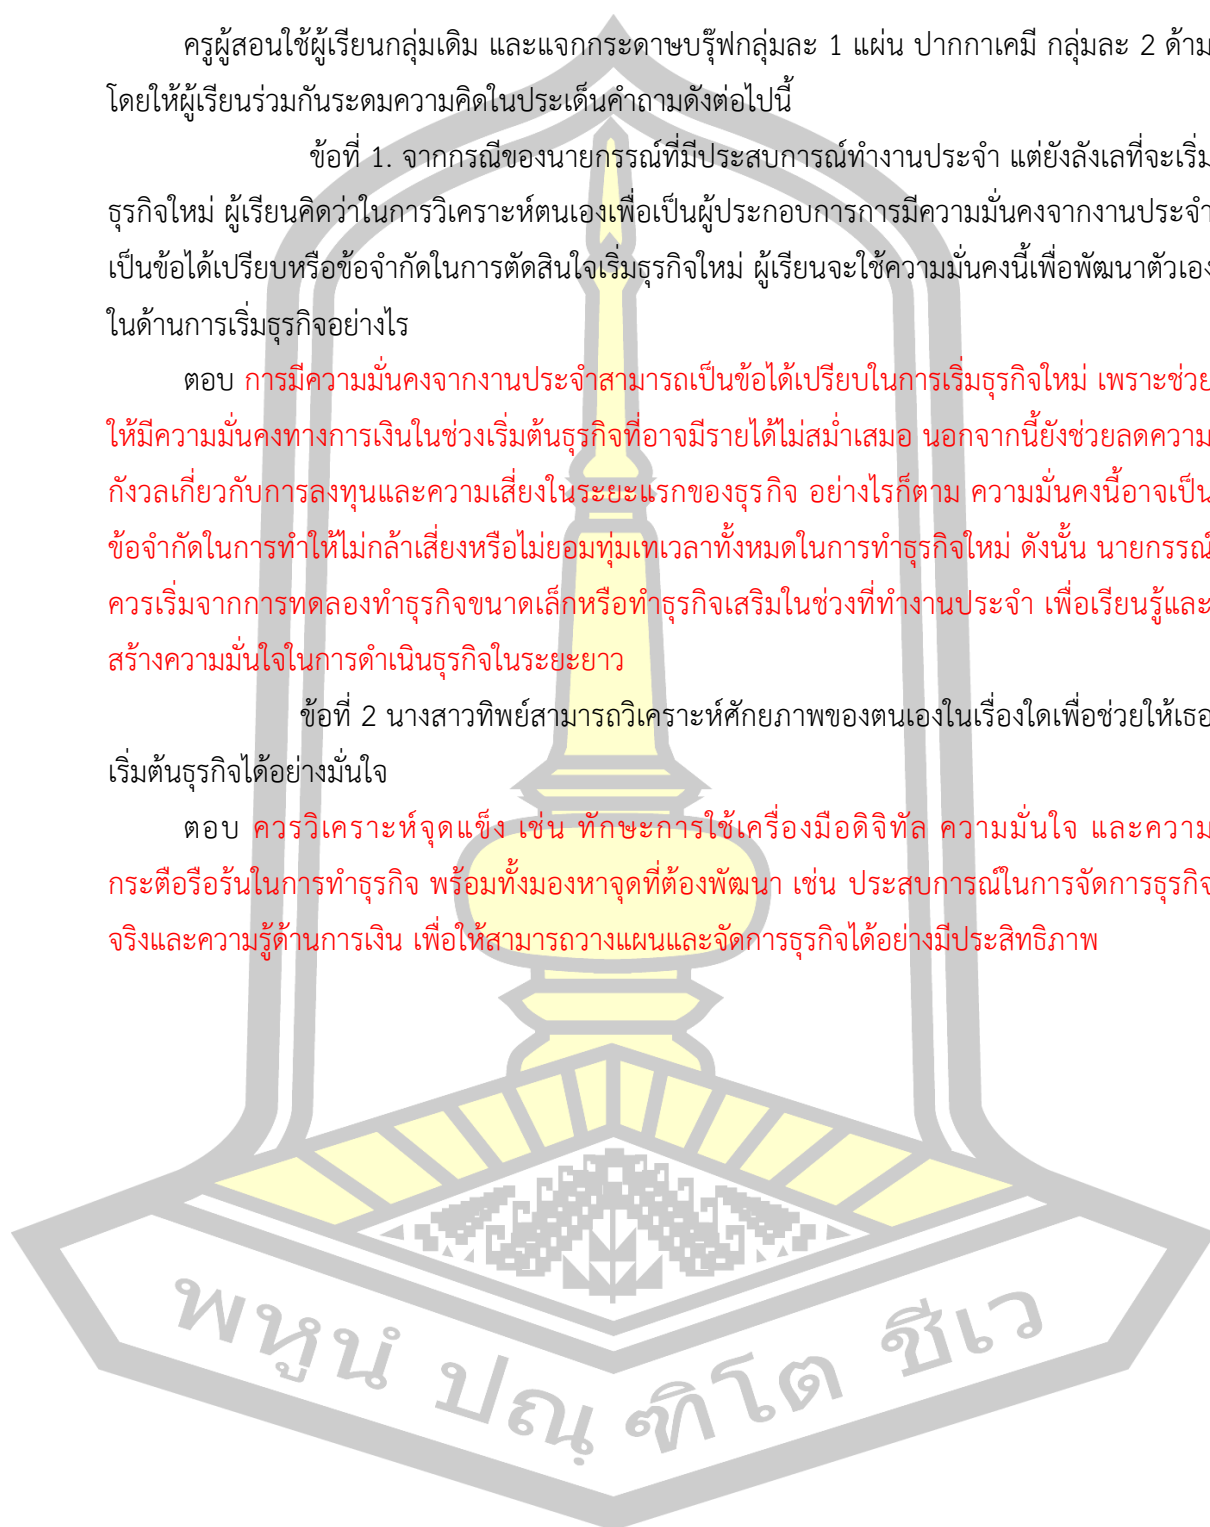 ครูผู้สอนใช้ผู้เรียนกลุ่มเดิม และแจกกระดาษบรุ๊ฟกลุ่มละ 1 แผ่น ปากกาเคมี กลุ่มละ 2 ด้าม
โดยให้ผู้เรียนร่วมกันระดมความคิดในประเด็นคำถามดังต่อไปนี้
ข้อที่ 1. จากกรณีของนายกรรณ์ที่มีประสบการณ์ทำงานประจำ แต่ยังลังเลที่จะเริ่ม
ธุรกิจใหม่ ผู้เรียนคิดว่าในการวิเคราะห์ตนเองเพื่อเป็นผู้ประกอบการการมีความมั่นคงจากงานประจำ
เป็นข้อได้เปรียบหรือข้อจำกัดในการตัดสินใจเริ่มธุรกิจใหม่ ผู้เรียนจะใช้ความมั่นคงนี้เพื่อพัฒนาตัวเอง
ในด้านการเริ่มธุรกิจอย่างไร
ตอบ การมีความมั่นคงจากงานประจำสามารถเป็นข้อได้เปรียบในการเริ่มธุรกิจใหม่ เพราะช่วย
ให้มีความมั่นคงทางการเงินในช่วงเริ่มต้นธุรกิจที่อาจมีรายได้ไม่สม่ำเสมอ นอกจากนี้ยังช่วยลดความ
กังวลเกี่ยวกับการลงทุนและความเสี่ยงในระยะแรกของธุรกิจ อย่างไรก็ตาม ความมั่นคงนี้อาจเป็น
ข้อจำกัดในการทำให้ไม่กล้าเสี่ยงหรือไม่ยอมทุ่มเทเวลาทั้งหมดในการทำธุรกิจใหม่ ดังนั้น นายกรรณ์
ควรเริ่มจากการทดลองทำธุรกิจขนาดเล็กหรือทำธุรกิจเสริมในช่วงที่ทำงานประจำ เพื่อเรียนรู้และ
สร้างความมั่นใจในการดำเนินธุรกิจในระยะยาว
ข้อที่ 2 นางสาวทิพย์สามารถวิเคราะห์ศักยภาพของตนเองในเรื่องใดเพื่อช่วยให้เธอ
เริ่มต้นธุรกิจได้อย่างมั่นใจ
ตอบ ควรวิเคราะห์จุดแข็ง เช่น ทักษะการใช้เครื่องมือดิจิทัล ความมั่นใจ และความ
กระตือรือร้นในการทำธุรกิจ พร้อมทั้งมองหาจุดที่ต้องพัฒนา เช่น ประสบการณ์ในการจัดการธุรกิจ
จริงและความรู้ด้านการเงิน เพื่อให้สามารถวางแผนและจัดการธุรกิจได้อย่างมีประสิทธิภาพ
พหูนํ ปณฺฑิโต ชีเว